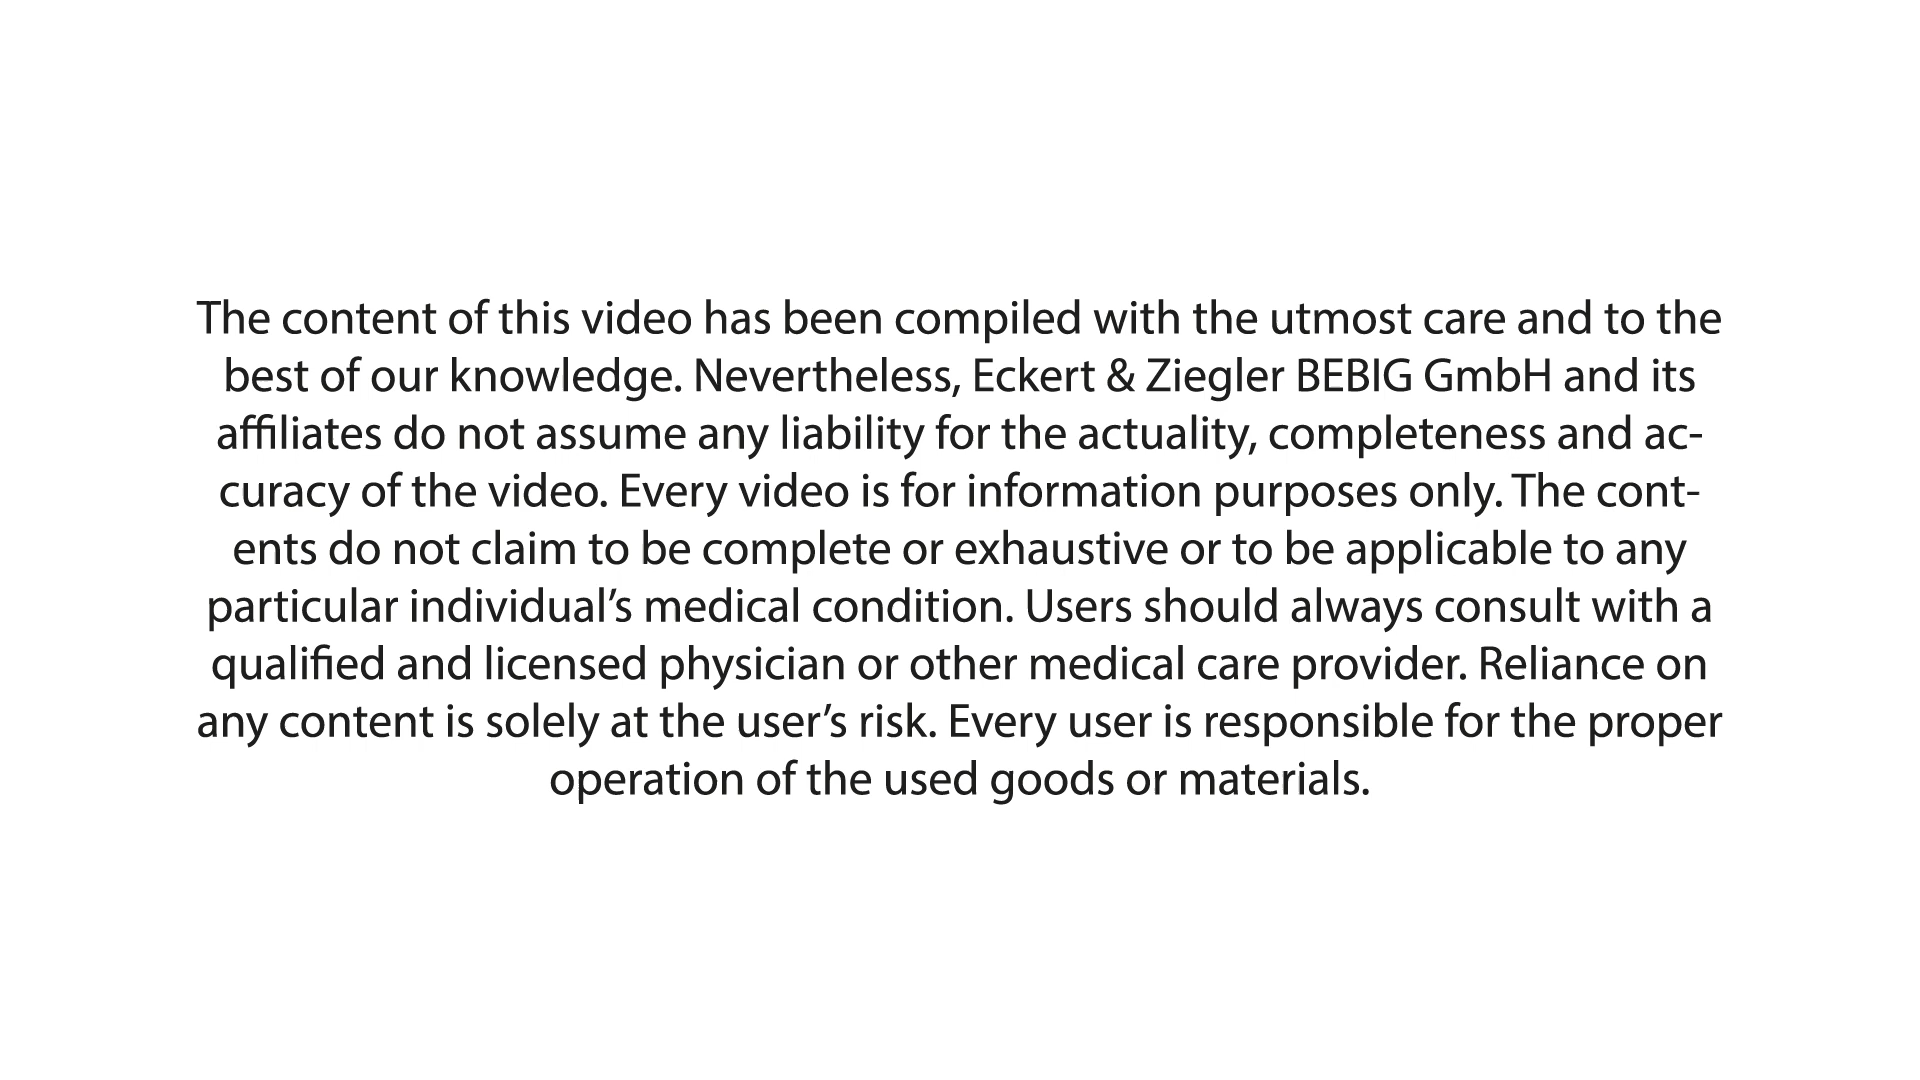 The content of this video has been compiled with the utmost care and to the
best of our knowledge. Nevertheless, Eckert & Ziegler BEBIG GmbH and its
affiliates do not assume any liability for the actuality, completeness and ac-
curacy of the video. Every video is for information purposes only. The cont-
ents do not claim to be complete or exhaustive or to be applicable to any
particular individual’s medical condition. Users should always consult with a
qualified and licensed physician or other medical care provider. Reliance on
any content is solely at the user’s risk. Every user is responsible for the proper
operation of the used goods or materials.